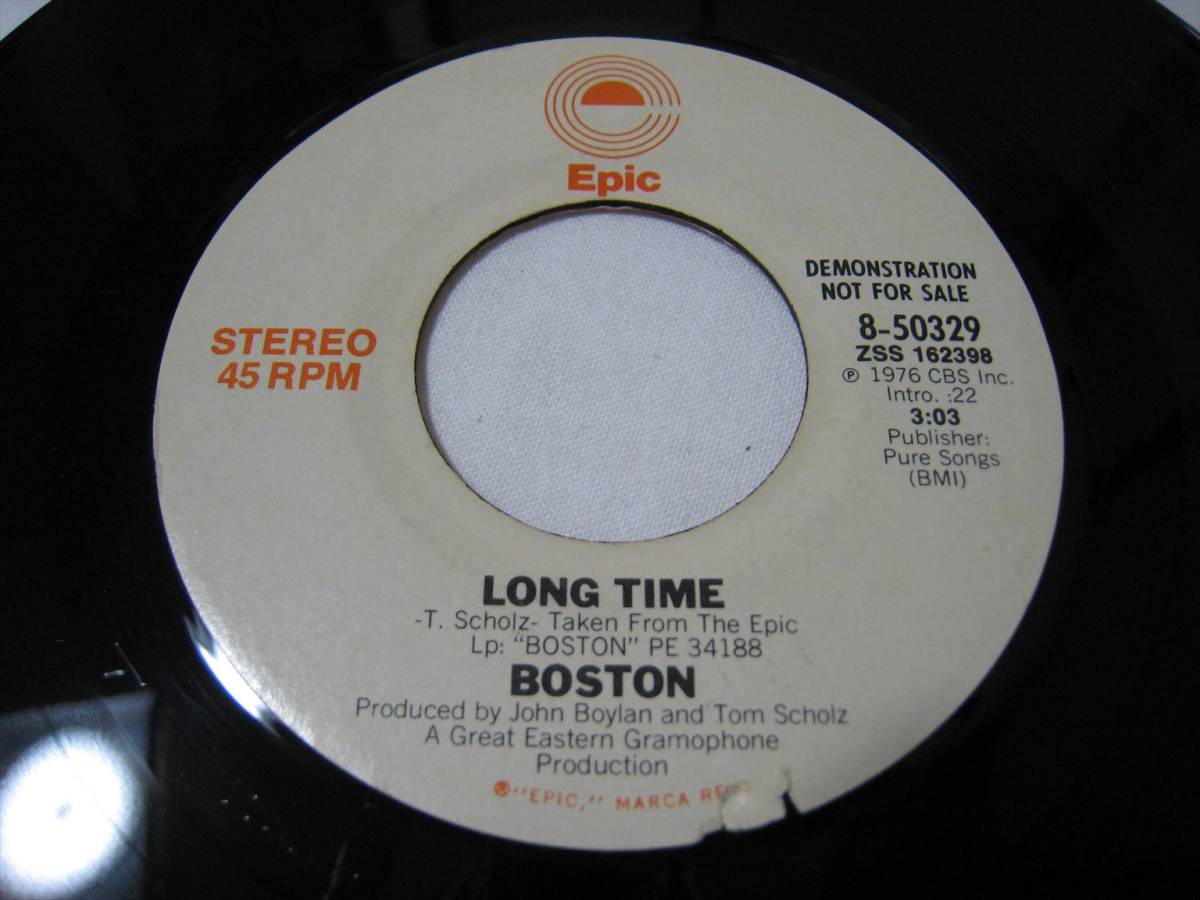 Epic
STEREO
45 RPM
DEMONSTRATION
NOT FOR SALE
8-50329
ZSS 162398
℗ 1976 CBS Inc.
Intro. :22
3:03
Publisher:
Pure Songs
(BMI)
LONG TIME
-T. Scholz- Taken From The Epic
Lp: "BOSTON" PE 34188
BOSTON
Produced by John Boylan and Tom Scholz
A Great Eastern Gramophone
Production
®"EPIC," MARCA